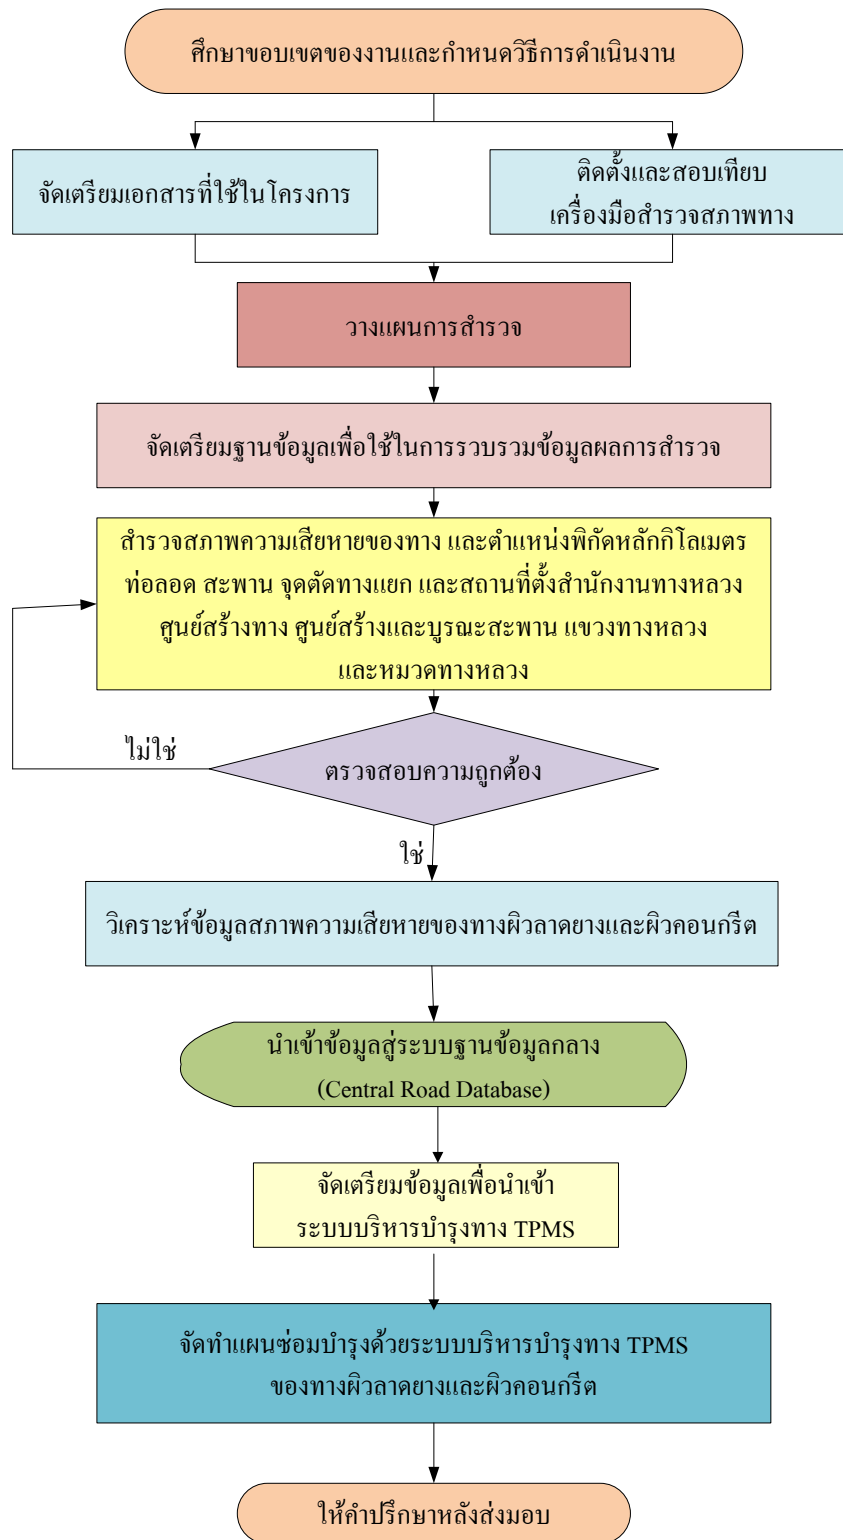 ศึกษาขอบเขตของงานและกำหนดวิธีการดำเนินงาน
จัดเตรียมเอกสารที่ใช้ในโครงการ
ติดตั้งและสอบเทียบ
เครื่องมือสำรวจสภาพทาง
วางแผนการสำรวจ
จัดเตรียมฐานข้อมูลเพื่อใช้ในการรวบรวมข้อมูลผลการสำรวจ
สำรวจสภาพความเสียหายของทาง และตำแหน่งพิกัดหลักกิโลเมตร
ท่อลอด สะพาน จุดตัดทางแยก และสถานที่ตั้งสำนักงานทางหลวง
ศูนย์สร้างทาง ศูนย์สร้างและบูรณะสะพาน แขวงทางหลวง
และหมวดทางหลวง
ไม่ใช่
ตรวจสอบความถูกต้อง
ใช่
วิเคราะห์ข้อมูลสภาพความเสียหายของทางผิวลาดยางและผิวคอนกรีต
นำเข้าข้อมูลสู่ระบบฐานข้อมูลกลาง
(Central Road Database)
จัดเตรียมข้อมูลเพื่อนำเข้า
ระบบบริหารบำรุงทาง TPMS
จัดทำแผนซ่อมบำรุงด้วยระบบบริหารบำรุงทาง TPMS
ของทางผิวลาดยางและผิวคอนกรีต
ให้คำปรึกษาหลังส่งมอบ